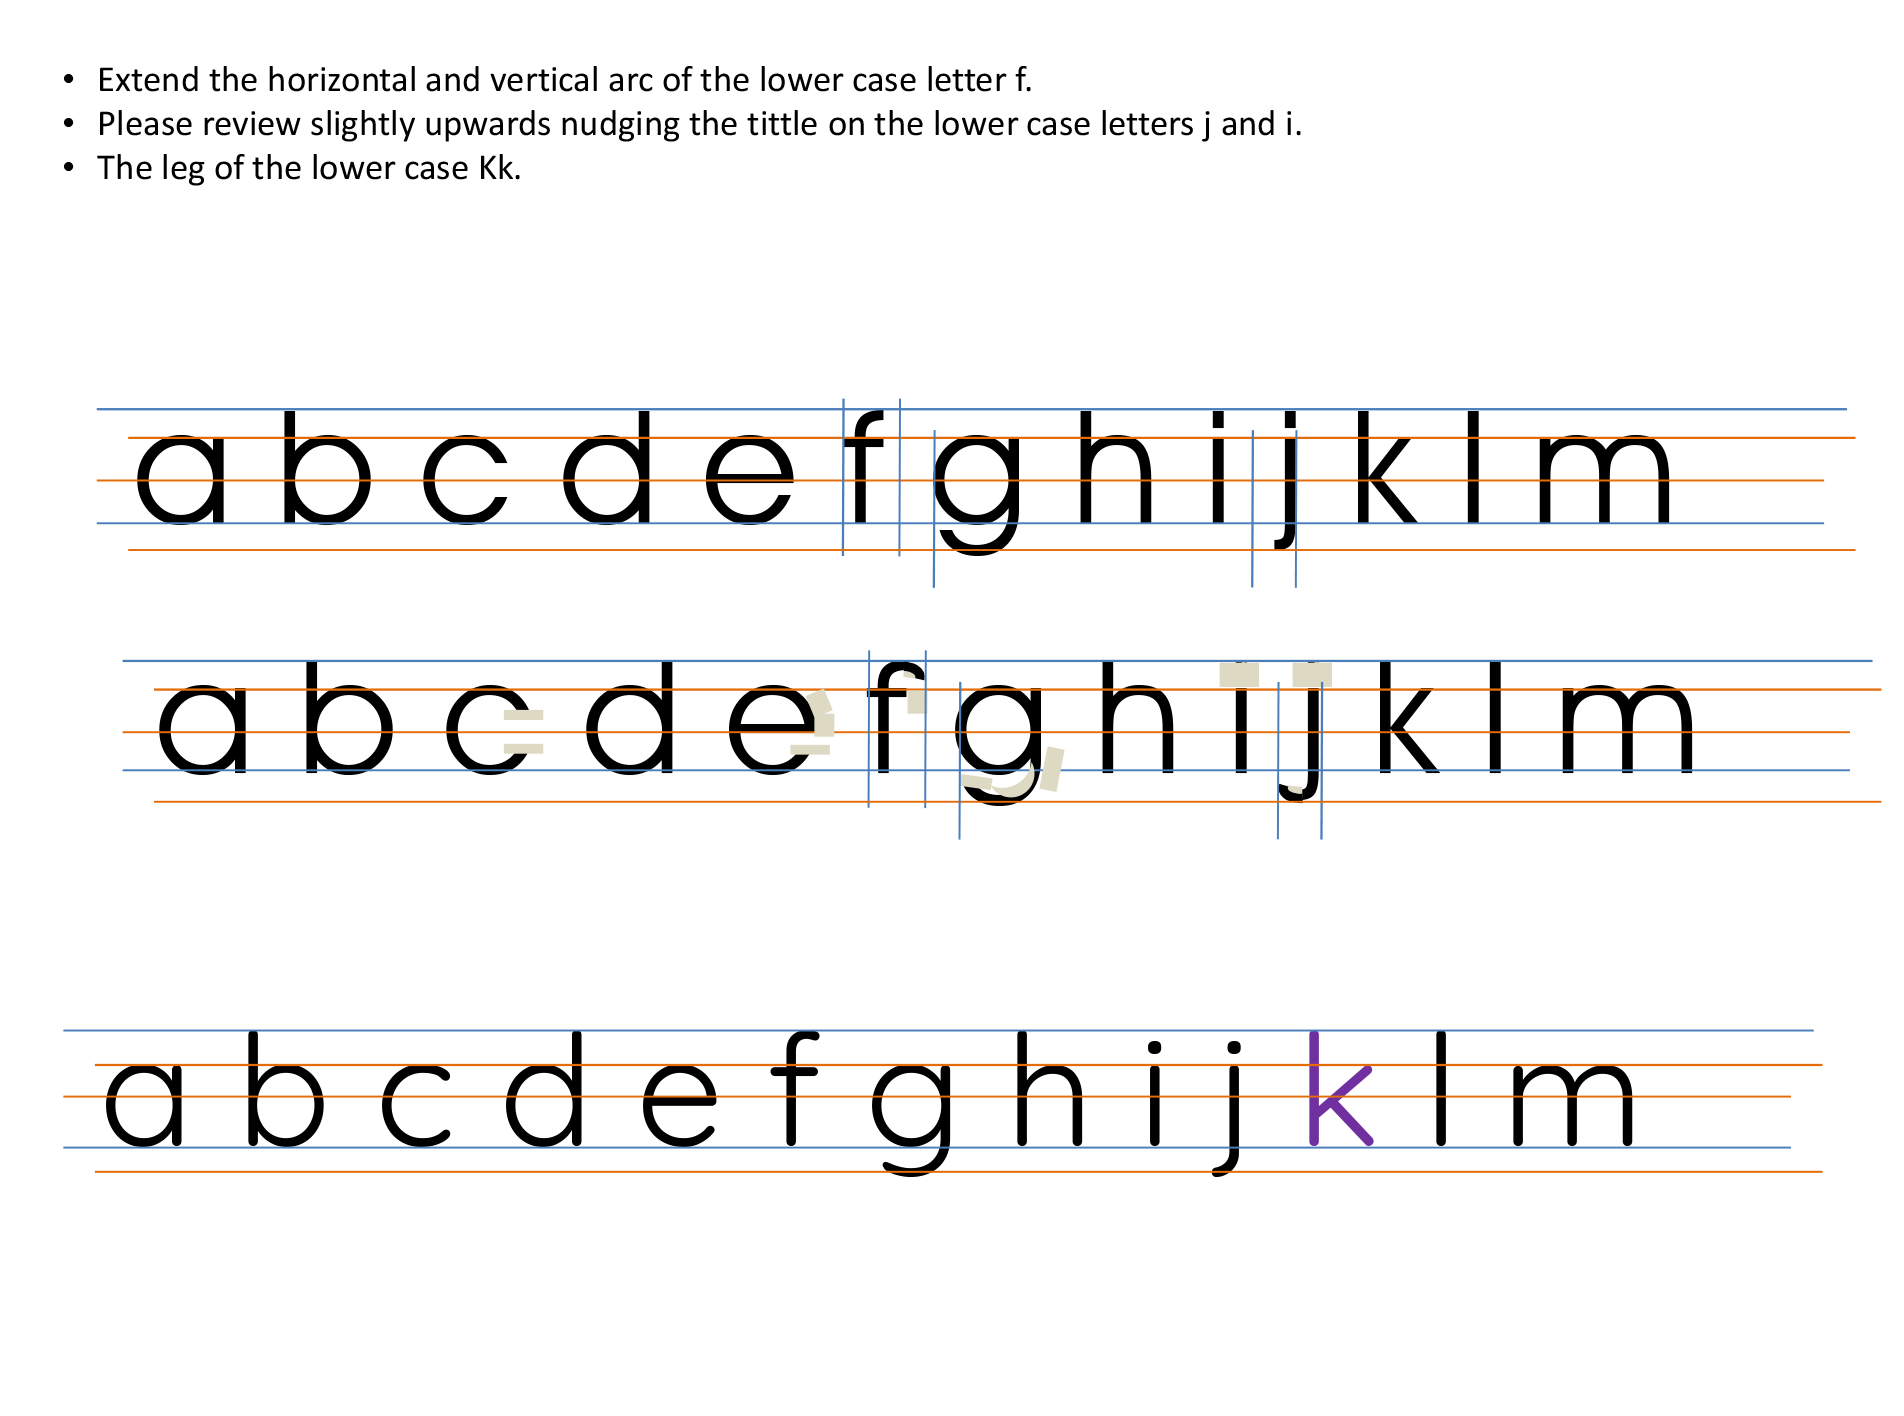 • Extend the horizontal and vertical arc of the lower case letter f.
• Please review slightly upwards nudging the tittle on the lower case letters j and i.
• The leg of the lower case Kk.
a b c d e f g h i j k l m
a b c d e f g h i j k l m
a b c d e f g h i j k l m